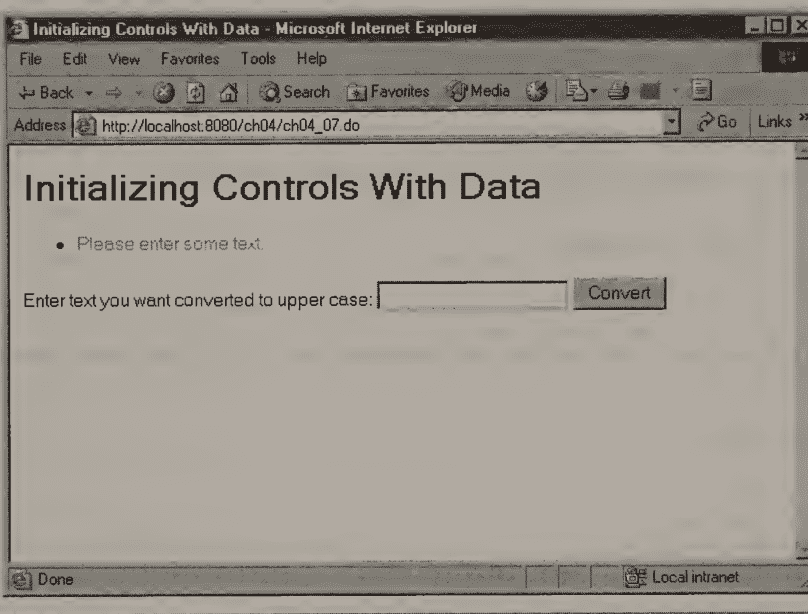 Initializing Controls With Data - Microsoft Internet Explorer
File Edit View Favorites Tools Help
Back Search Favorites Media
Address http://localhost:8080/ch04/ch04_07.do Go Links »
Initializing Controls With Data
• Please enter some text.
Enter text you want converted to upper case: Convert
Done Local intranet